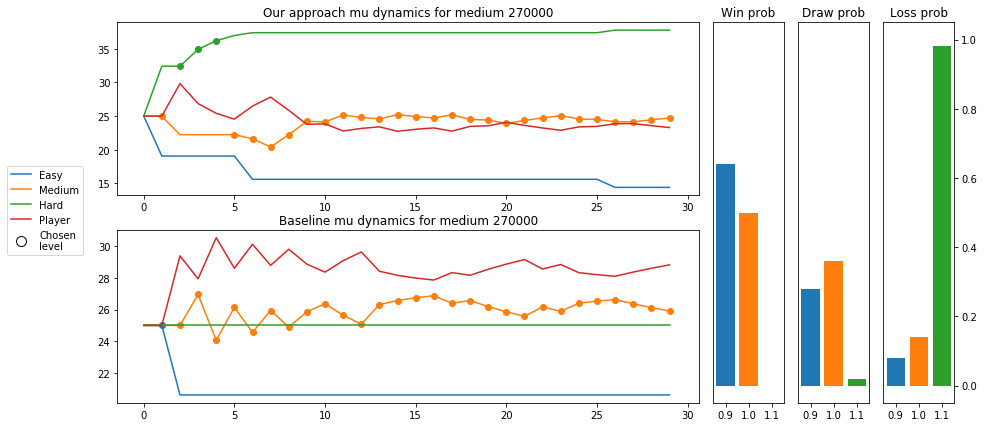 Our approach mu dynamics for medium 270000
Win prob
Draw prob
Loss prob
35
30
25
20
15
0
5
10
15
20
25
30
Easy
Medium
Hard
Player
Chosen
level
Baseline mu dynamics for medium 270000
30
28
26
24
22
0
5
10
15
20
25
30
0.9 1.0 1.1
0.9 1.0 1.1
0.9 1.0 1.1
1.0
0.8
0.6
0.4
0.2
0.0